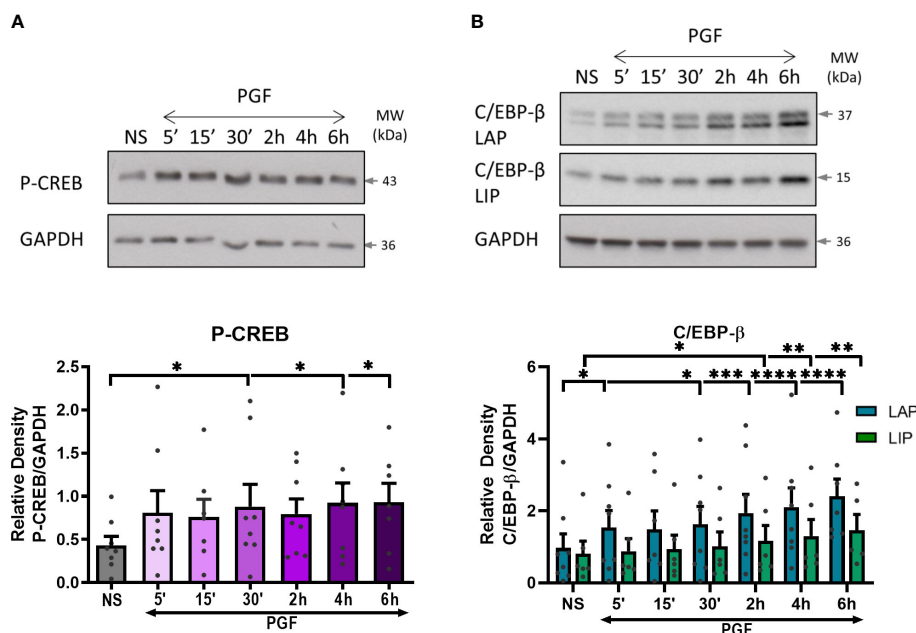 A
PGF
MW
(kDa)
NS 5' 15' 30' 2h 4h 6h
P-CREB
43
GAPDH
36
P-CREB
Relative Density
P-CREB/GAPDH
2.5
2.0
1.5
1.0
0.5
0.0
* * *
NS 5' 15' 30' 2h 4h 6h
PGF
B
PGF
MW
(kDa)
NS 5' 15' 30' 2h 4h 6h
C/EBP-β
LAP
37
C/EBP-β
LIP
15
GAPDH
36
C/EBP-β
Relative Density
C/EBP-β/GAPDH
6
4
2
0
* ** **
* * *** **** ****
LAP
LIP
NS 5' 15' 30' 2h 4h 6h
PGF